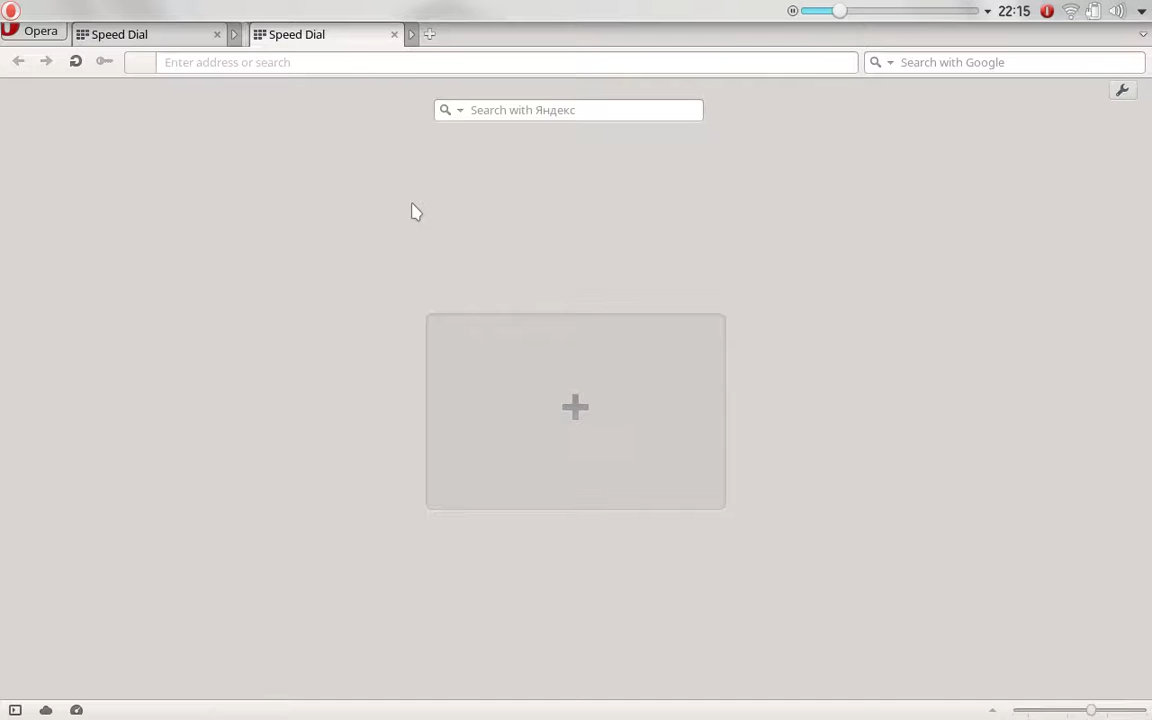 22:15
Opera
Speed Dial
Speed Dial
Enter address or search
Search with Google
Search with Яндекс